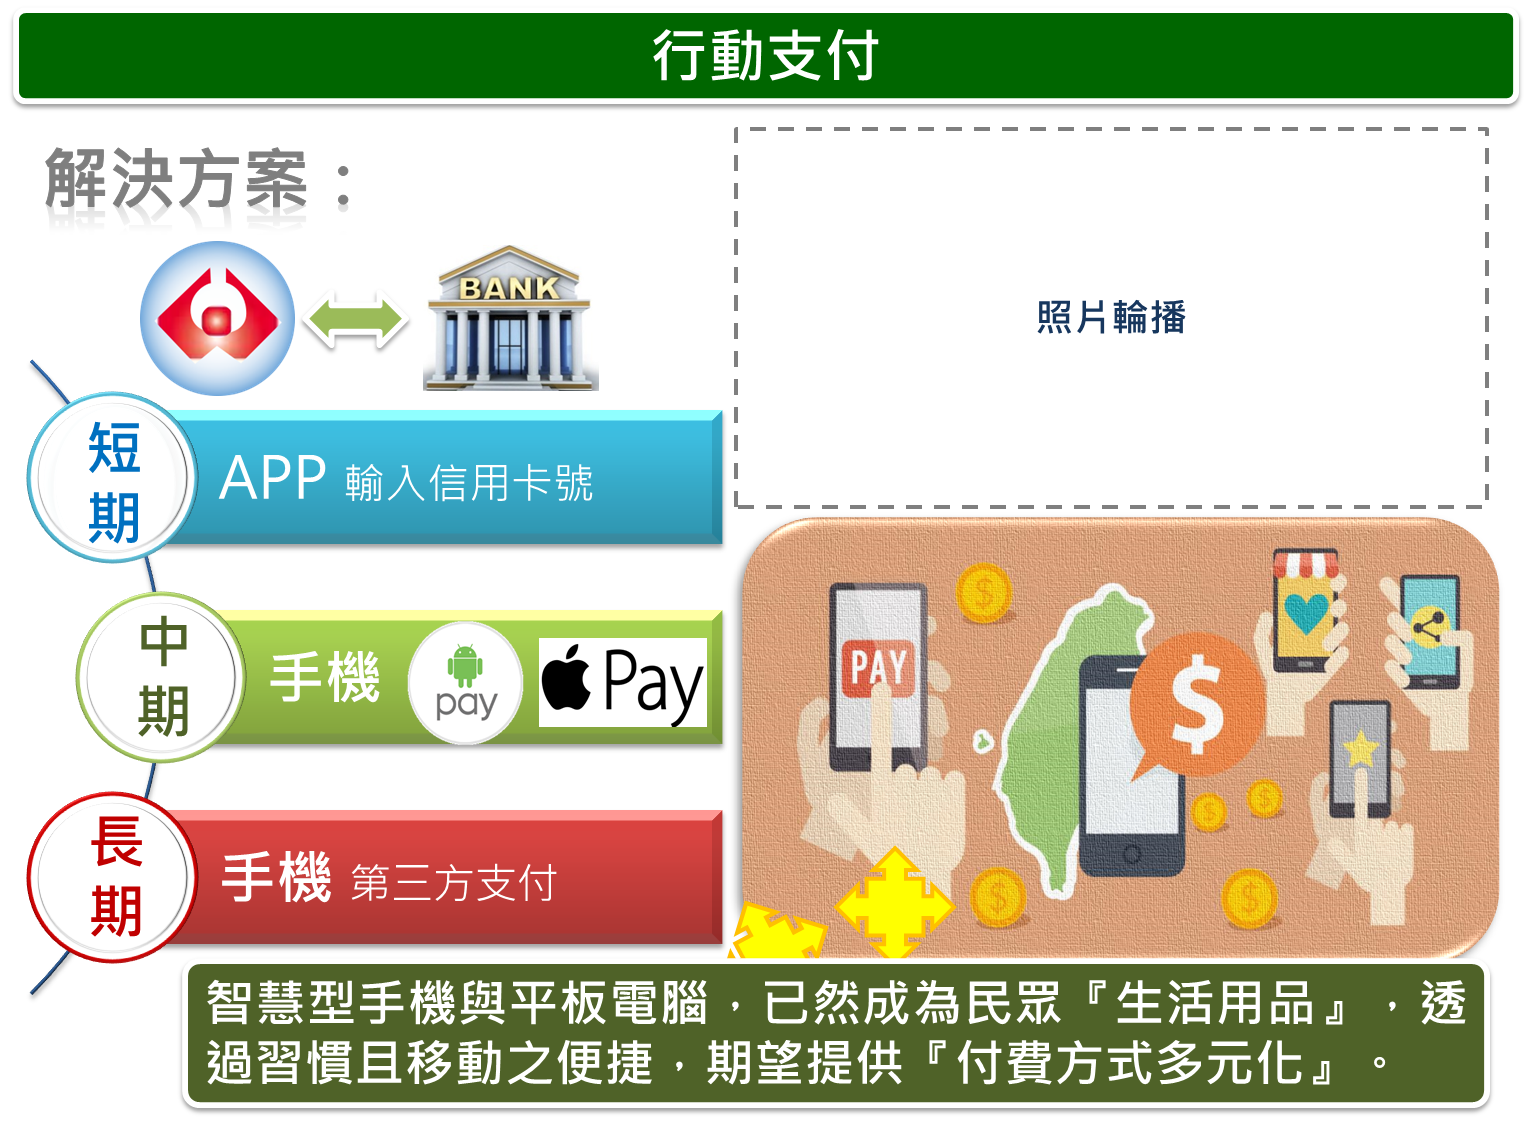 行動支付
解決方案：
BANK
照片輪播
短期
APP 輸入信用卡號
中期
手機
pay
Pay
長期
手機 第三方支付
PAY
$
智慧型手機與平板電腦，已然成為民眾『生活用品』，透
過習慣且移動之便捷，期望提供『付費方式多元化』。